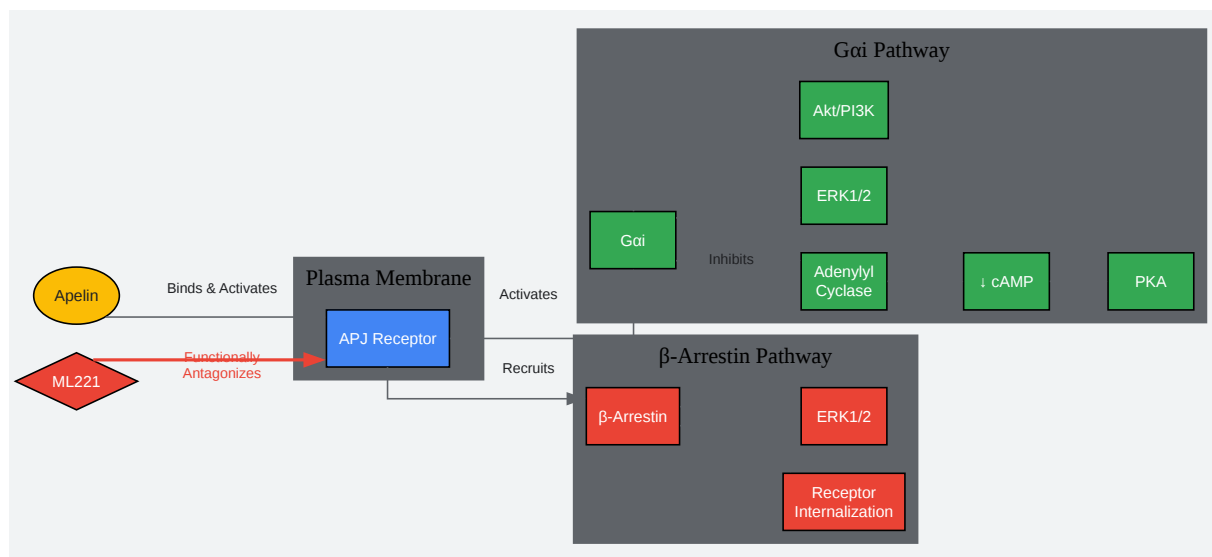 Gαi Pathway
Akt/PI3K
ERK1/2
Gαi
Inhibits
Adenylyl
Cyclase
↓ cAMP
PKA
Plasma Membrane
Apelin
Binds & Activates
Activates
APJ Receptor
Functionally
Antagonizes
ML221
Recruits
β-Arrestin Pathway
β-Arrestin
ERK1/2
Receptor
Internalization